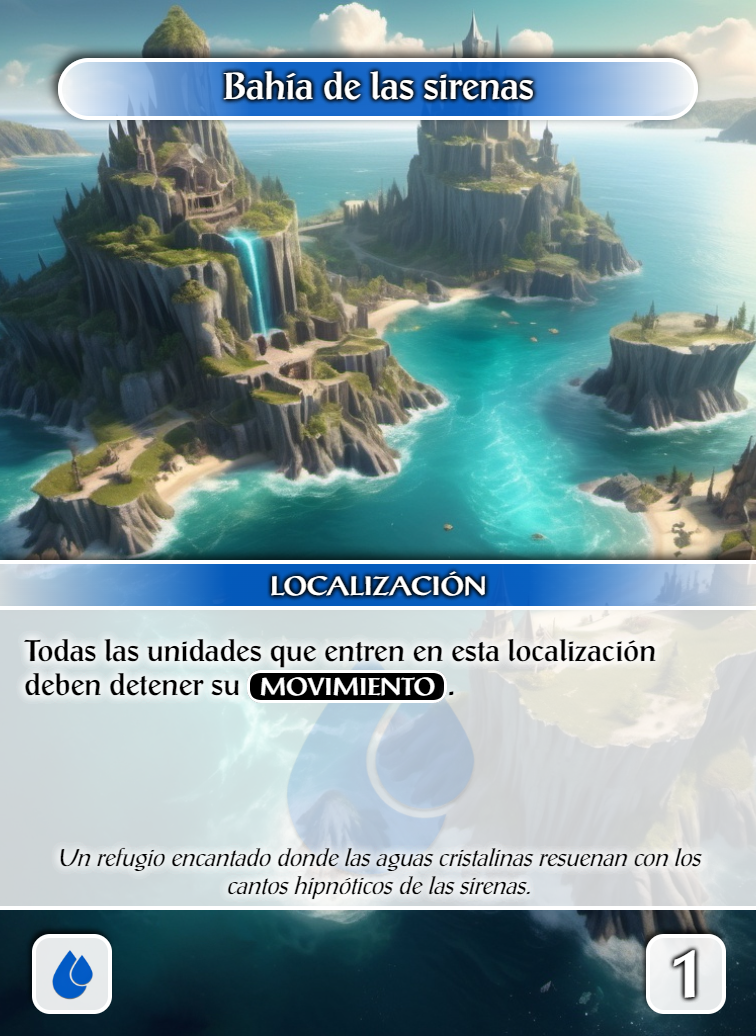 Bahía de las sirenas
LOCALIZACIÓN
Todas las unidades que entren en esta localización
deben detener su MOVIMIENTO.
Un refugio encantado donde las aguas cristalinas resuenan con los
cantos hipnóticos de las sirenas.
1